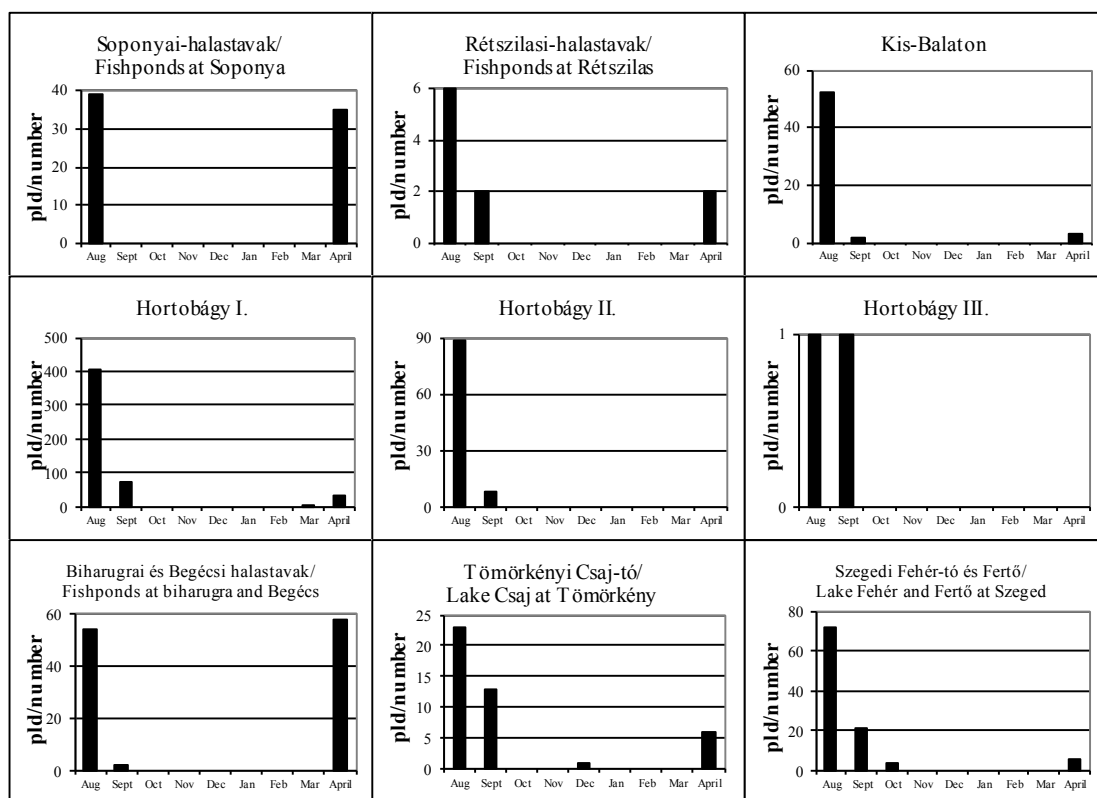 Soponyai-halastavak/
Fishponds at Soponya
pld/number
40
30
20
10
0
Aug Sept Oct Nov Dec Jan Feb Mar April
Rétszilasi-halastavak/
Fishponds at Rétszilas
pld/number
6
4
2
0
Aug Sept Oct Nov Dec Jan Feb Mar April
Kis-Balaton
pld/number
60
40
20
0
Aug Sept Oct Nov Dec Jan Feb Mar April
Hortobágy I.
pld/number
500
400
300
200
100
0
Aug Sept Oct Nov Dec Jan Feb Mar April
Hortobágy II.
pld/number
90
60
30
0
Aug Sept Oct Nov Dec Jan Feb Mar April
Hortobágy III.
pld/number
1
0
Aug Sept Oct Nov Dec Jan Feb Mar April
Biharugrai és Begécsi halastavak/
Fishponds at biharugra and Begécs
pld/number
60
40
20
0
Aug Sept Oct Nov Dec Jan Feb Mar April
Tömörkényi Csaj-tó/
Lake Csaj at Tömörkény
pld/number
25
20
15
10
5
0
Aug Sept Oct Nov Dec Jan Feb Mar April
Szegedi Fehér-tó és Fertő/
Lake Fehér and Fertő at Szeged
pld/number
80
60
40
20
0
Aug Sept Oct Nov Dec Jan Feb Mar April